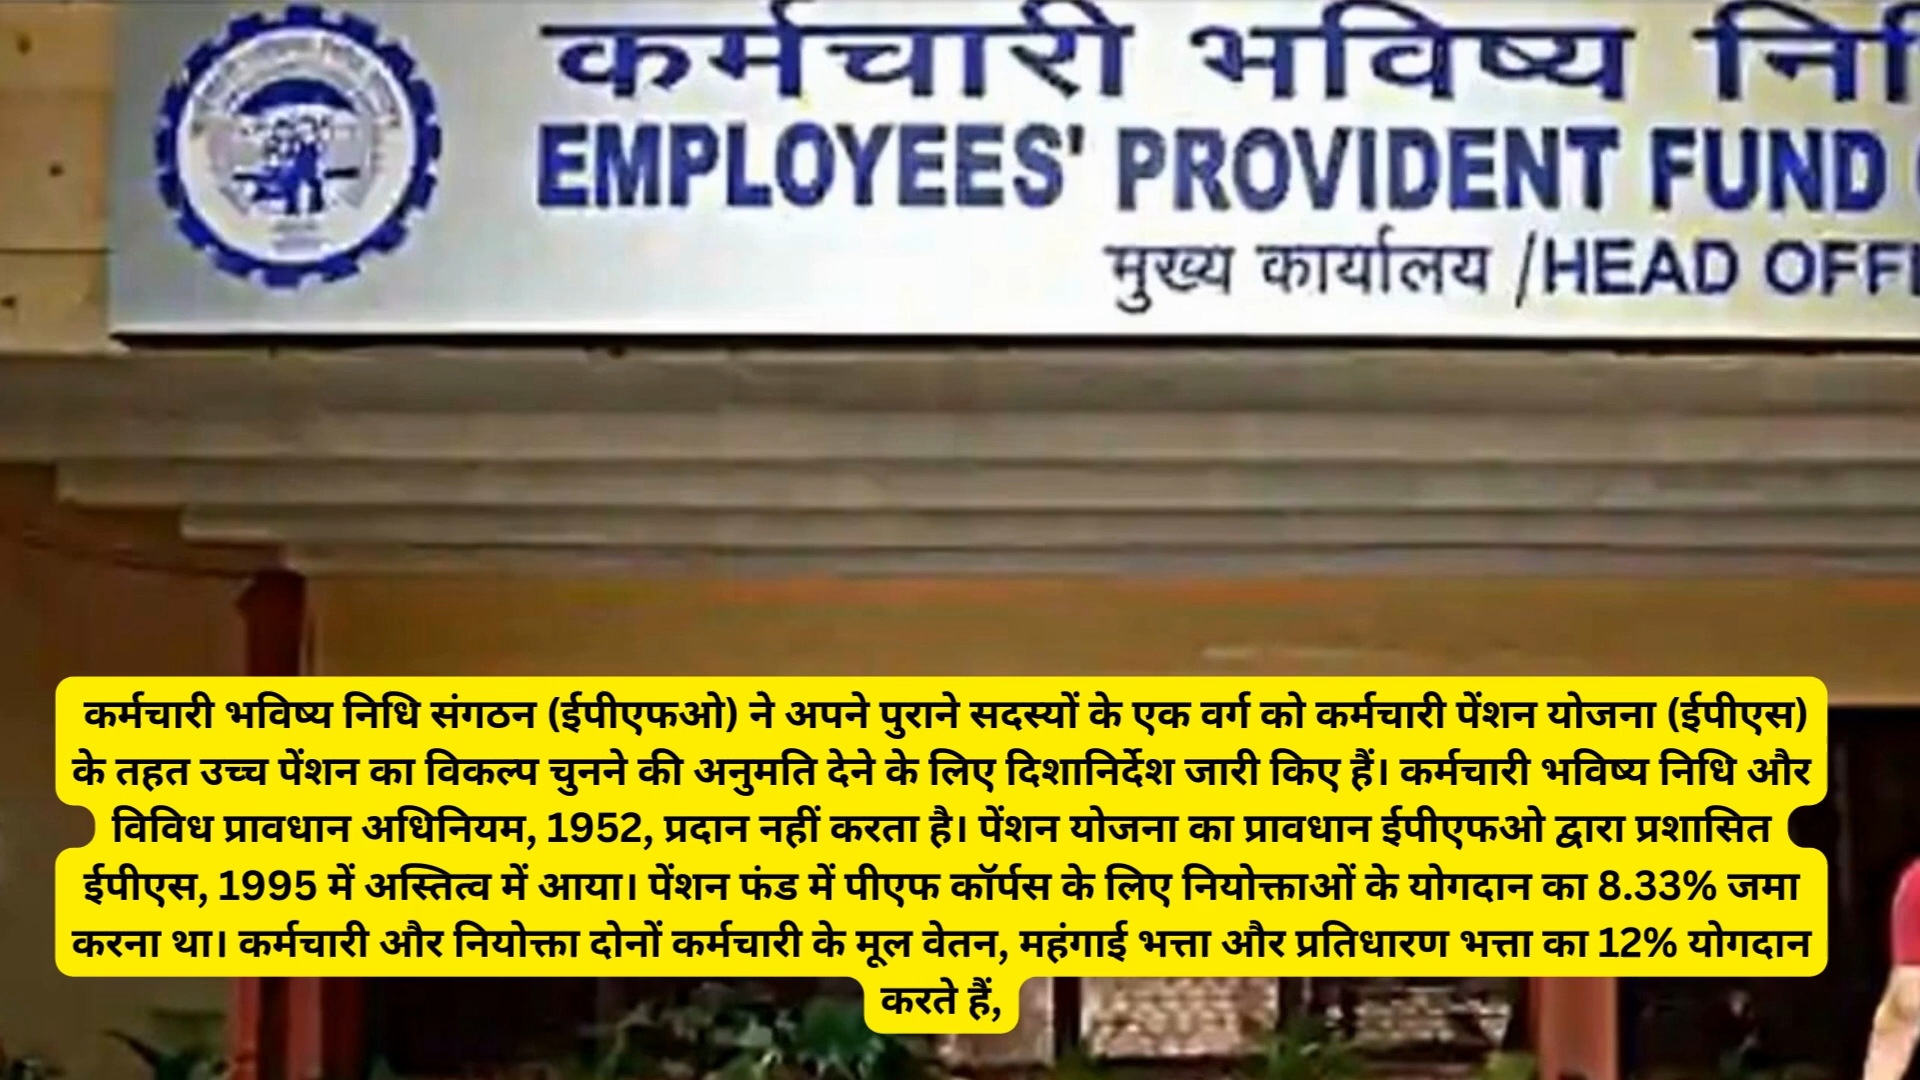 कर्मचारी भविष्य
EMPLOYEES' PROVIDENT FUND
मुख्य कार्यालय /HEAD
कर्मचारी भविष्य निधि संगठन (ईपीएफओ) ने अपने पुराने सदस्यों के एक वर्ग को कर्मचारी पेंशन योजना (ईपीएस)
के तहत उच्च पेंशन का विकल्प चुनने की अनुमति देने के लिए दिशानिर्देश जारी किए हैं। कर्मचारी भविष्य निधि और
विविध प्रावधान अधिनियम, 1952, प्रदान नहीं करता है। पेंशन योजना का प्रावधान ईपीएफओ द्वारा प्रशासित
ईपीएस, 1995 में अस्तित्व में आया। पेंशन फंड में पीएफ कॉर्पस के लिए नियोक्ताओं के योगदान का 8.33% जमा
करना था। कर्मचारी और नियोक्ता दोनों कर्मचारी के मूल वेतन, महंगाई भत्ता और प्रतिधारण भत्ता का 12% योगदान
करते हैं,